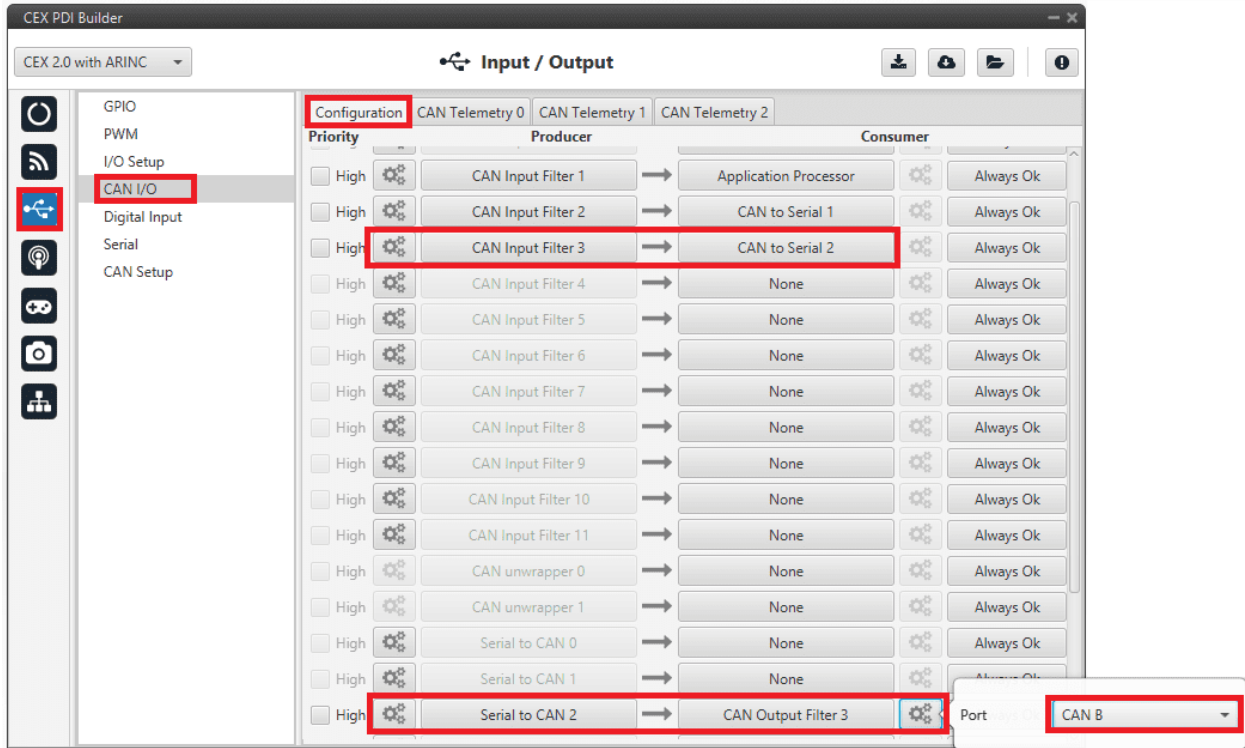 CEX PDI Builder
CEX 2.0 with ARINC
Input / Output
GPIO
PWM
I/O Setup
CAN I/O
Digital Input
Serial
CAN Setup
Configuration CAN Telemetry 0 CAN Telemetry 1 CAN Telemetry 2
Priority Producer Consumer
High CAN Input Filter 1 Application Processor Always Ok
High CAN Input Filter 2 CAN to Serial 1 Always Ok
High CAN Input Filter 3 CAN to Serial 2 Always Ok
High CAN Input Filter 4 None Always Ok
High CAN Input Filter 5 None Always Ok
High CAN Input Filter 6 None Always Ok
High CAN Input Filter 7 None Always Ok
High CAN Input Filter 8 None Always Ok
High CAN Input Filter 9 None Always Ok
High CAN Input Filter 10 None Always Ok
High CAN Input Filter 11 None Always Ok
High CAN unwrapper 0 None Always Ok
High CAN unwrapper 1 None Always Ok
High Serial to CAN 0 None Always Ok
High Serial to CAN 1 None
High Serial to CAN 2 CAN Output Filter 3 Port CAN B